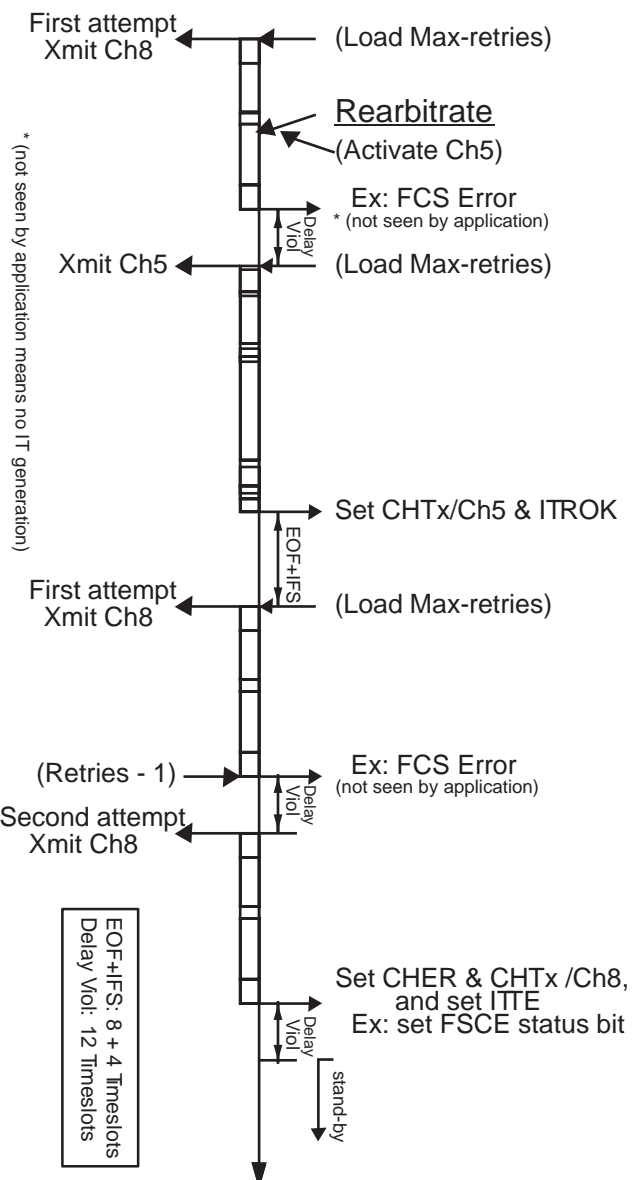 First attempt
Xmit Ch8
(Load Max-retries)
Rearbitrate
(Activate Ch5)
Ex: FCS Error
* (not seen by application)
Delay
Viol
Xmit Ch5
(Load Max-retries)
* (not seen by application means no IT generation)
Set CHTx/Ch5 & ITROK
EOF+IFS
First attempt
Xmit Ch8
(Load Max-retries)
(Retries - 1)
Ex: FCS Error
(not seen by application)
Delay
Viol
Second attempt
Xmit Ch8
Set CHER & CHTx /Ch8,
and set ITTE
Ex: set FSCE status bit
Delay
Viol
stand-by
EOF+IFS: 8 + 4 Timeslots
Delay Viol: 12 Timeslots